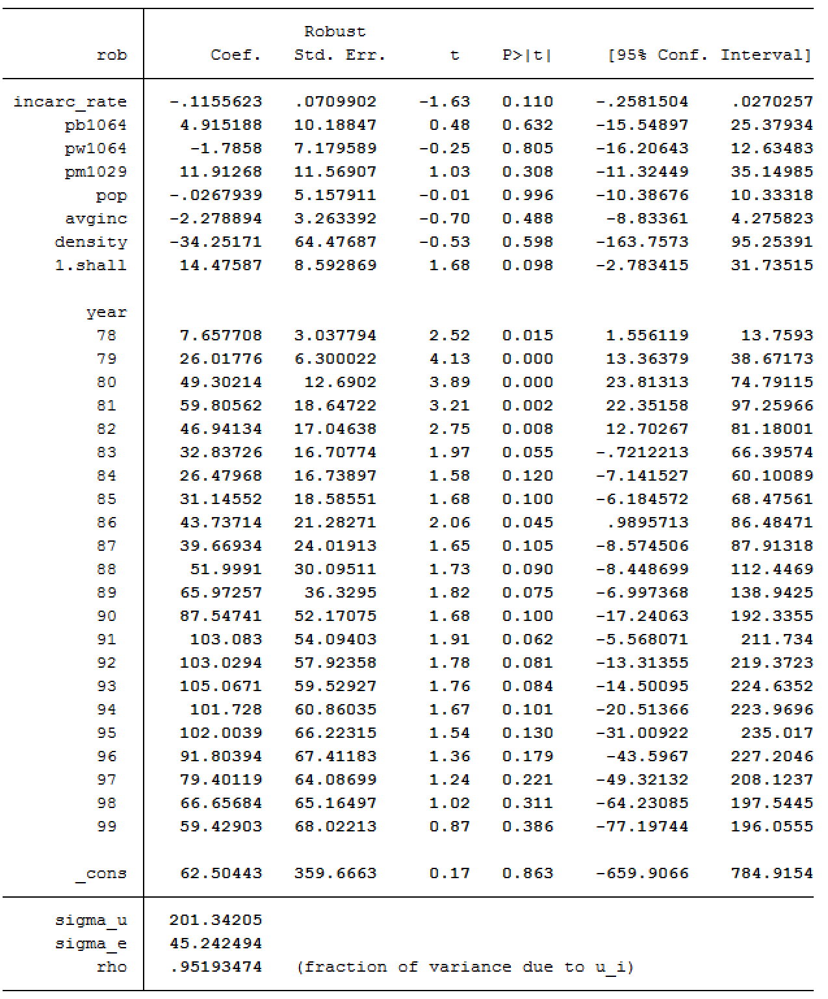 Robust
rob Coef. Std. Err. t P>|t| [95% Conf. Interval]
incarc_rate -.1155623 .0709902 -1.63 0.110 -.2581504 .0270257
pb1064 4.915188 10.18847 0.48 0.632 -15.54897 25.37934
pw1064 -1.7858 7.179589 -0.25 0.805 -16.20643 12.63483
pm1029 11.91268 11.56907 1.03 0.308 -11.32449 35.14985
pop -.0267939 5.157911 -0.01 0.996 -10.38676 10.33318
avginc -2.278894 3.263392 -0.70 0.488 -8.83361 4.275823
density -34.25171 64.47687 -0.53 0.598 -163.7573 95.25391
1.shall 14.47587 8.592869 1.68 0.098 -2.783415 31.73515
year
78 7.657708 3.037794 2.52 0.015 1.556119 13.7593
79 26.01776 6.300022 4.13 0.000 13.36379 38.67173
80 49.30214 12.6902 3.89 0.000 23.81313 74.79115
81 59.80562 18.64722 3.21 0.002 22.35158 97.25966
82 46.94134 17.04638 2.75 0.008 12.70267 81.18001
83 32.83726 16.70774 1.97 0.055 -.7212213 66.39574
84 26.47968 16.73897 1.58 0.120 -7.141527 60.10089
85 31.14552 18.58551 1.68 0.100 -6.184572 68.47561
86 43.73714 21.28271 2.06 0.045 .9895713 86.48471
87 39.66934 24.01913 1.65 0.105 -8.574506 87.91318
88 51.9991 30.09511 1.73 0.090 -8.448699 112.4469
89 65.97257 36.3295 1.82 0.075 -6.997368 138.9425
90 87.54741 52.17075 1.68 0.100 -17.24063 192.3355
91 103.083 54.09403 1.91 0.062 -5.568071 211.734
92 103.0294 57.92358 1.78 0.081 -13.31355 219.3723
93 105.0671 59.52927 1.76 0.084 -14.50095 224.6352
94 101.728 60.86035 1.67 0.101 -20.51366 223.9696
95 102.0039 66.22315 1.54 0.130 -31.00922 235.017
96 91.80394 67.41183 1.36 0.179 -43.5967 227.2046
97 79.40119 64.08699 1.24 0.221 -49.32132 208.1237
98 66.65684 65.16497 1.02 0.311 -64.23085 197.5445
99 59.42903 68.02213 0.87 0.386 -77.19744 196.0555
_cons 62.50443 359.6663 0.17 0.863 -659.9066 784.9154
sigma_u 201.34205
sigma_e 45.242494
rho .95193474 (fraction of variance due to u_i)